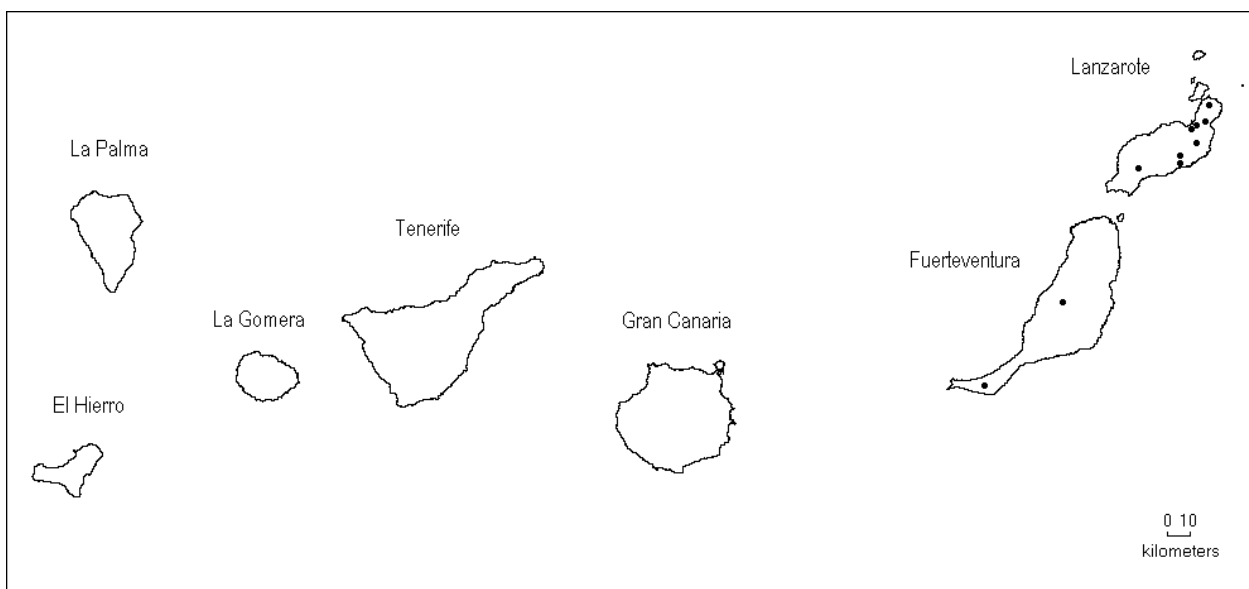 Lanzarote
La Palma
Tenerife
Fuerteventura
La Gomera
Gran Canaria
El Hierro
0 10
kilometers